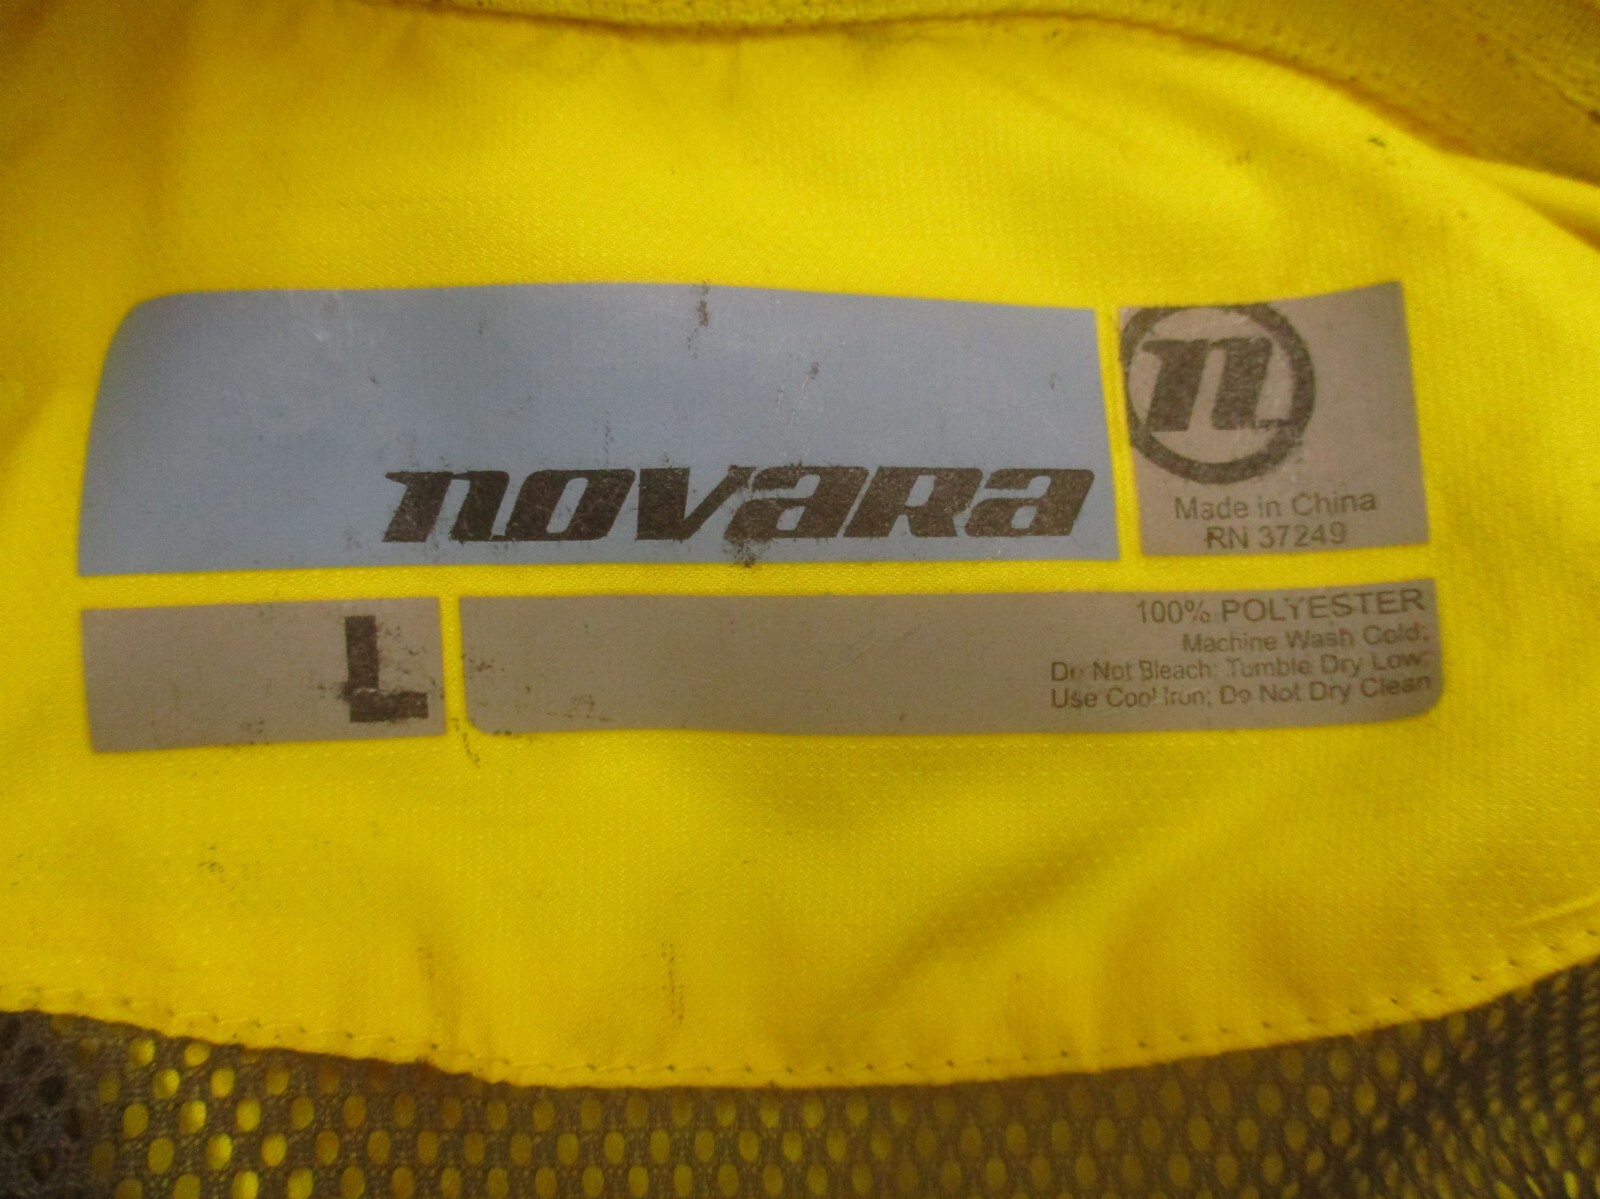 novara
n
Made in China
RN 37249
L
100% POLYESTER
Machine Wash Cold;
Do Not Bleach; Tumble Dry Low;
Use Cool Iron; Do Not Dry Clean